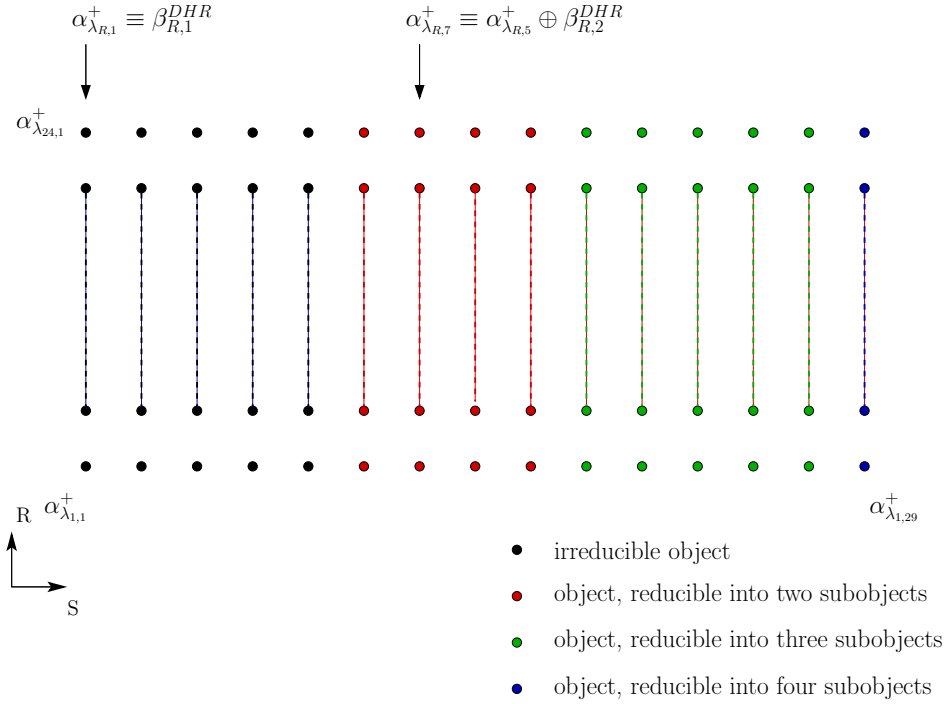 α⁺_{λ_{R,1}} ≡ β^{DHR}_{R,1}
α⁺_{λ_{R,7}} ≡ α⁺_{λ_{R,5}} ⊕ β^{DHR}_{R,2}
α⁺_{λ_{24,1}}
α⁺_{λ_{1,1}}
α⁺_{λ_{1,29}}
R
S
irreducible object
object, reducible into two subobjects
object, reducible into three subobjects
object, reducible into four subobjects